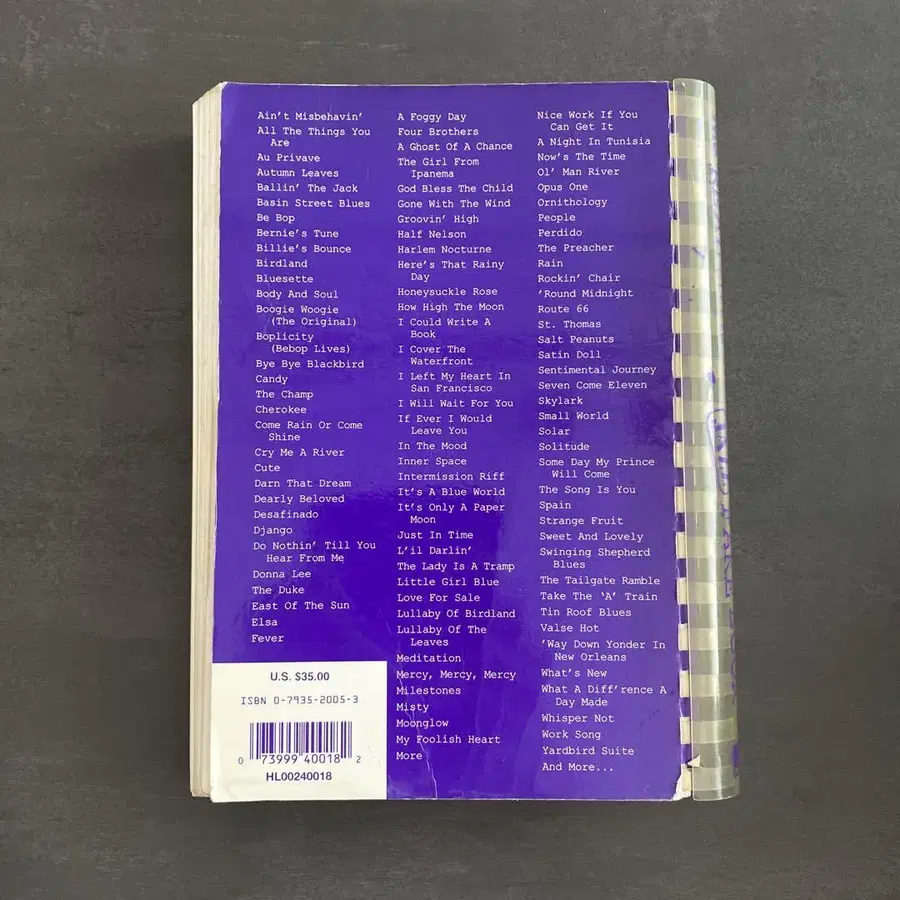 Ain't Misbehavin'
All The Things You
Are
Au Privave
Autumn Leaves
Ballin' The Jack
Basin Street Blues
Be Bop
Bernie's Tune
Billie's Bounce
Birdland
Bluesette
Body And Soul
Boogie Woogie
(The Original)
Boplicity
(Bebop Lives)
Bye Bye Blackbird
Candy
The Champ
Cherokee
Come Rain Or Come
Shine
Cry Me A River
Cute
Darn That Dream
Dearly Beloved
Desafinado
Django
Do Nothin' Till You
Hear From Me
Donna Lee
The Duke
East Of The Sun
Elsa
Fever
A Foggy Day
Four Brothers
A Ghost Of A Chance
The Girl From
Ipanema
God Bless The Child
Gone With The Wind
Groovin' High
Half Nelson
Harlem Nocturne
Here's That Rainy
Day
Honeysuckle Rose
How High The Moon
I Could Write A
Book
I Cover The
Waterfront
I Left My Heart In
San Francisco
I Will Wait For You
If Ever I Would
Leave You
In The Mood
Inner Space
Intermission Riff
It's A Blue World
It's Only A Paper
Moon
Just In Time
L'il Darlin'
The Lady Is A Tramp
Little Girl Blue
Love For Sale
Lullaby Of Birdland
Lullaby Of The
Leaves
Meditation
Mercy, Mercy, Mercy
Milestones
Misty
Moonglow
My Foolish Heart
More
Nice Work If You
Can Get It
A Night In Tunisia
Now's The Time
Ol' Man River
Opus One
Ornithology
People
Perdido
The Preacher
Rain
Rockin' Chair
'Round Midnight
Route 66
St. Thomas
Salt Peanuts
Satin Doll
Sentimental Journey
Seven Come Eleven
Skylark
Small World
Solar
Solitude
Some Day My Prince
Will Come
The Song Is You
Spain
Strange Fruit
Sweet And Lovely
Swinging Shepherd
Blues
The Tailgate Ramble
Take The 'A' Train
Tin Roof Blues
Valse Hot
'Way Down Yonder In
New Orleans
What's New
What A Diff'rence A
Day Made
Whisper Not
Work Song
Yardbird Suite
And More...
U.S. $35.00
ISBN 0-7935-2005-3
0 73999 40018 2
HL00240018